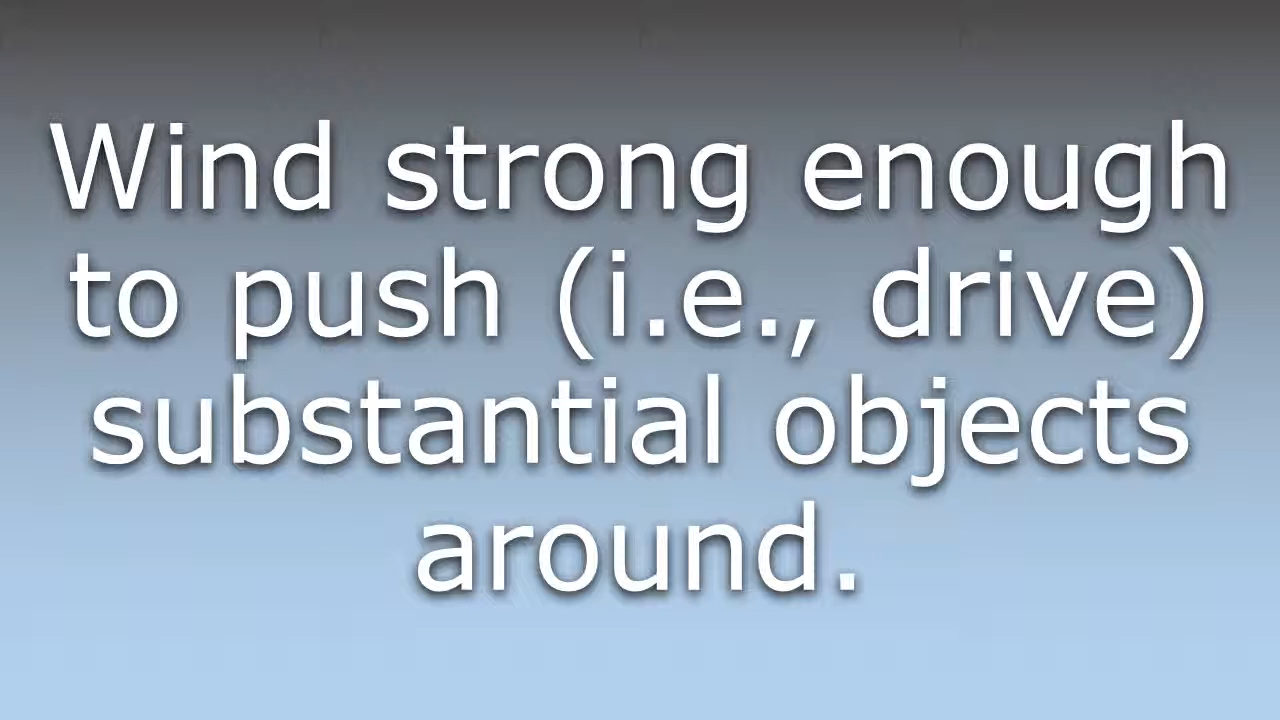 Wind strong enough
to push (i.e., drive)
substantial objects
around.